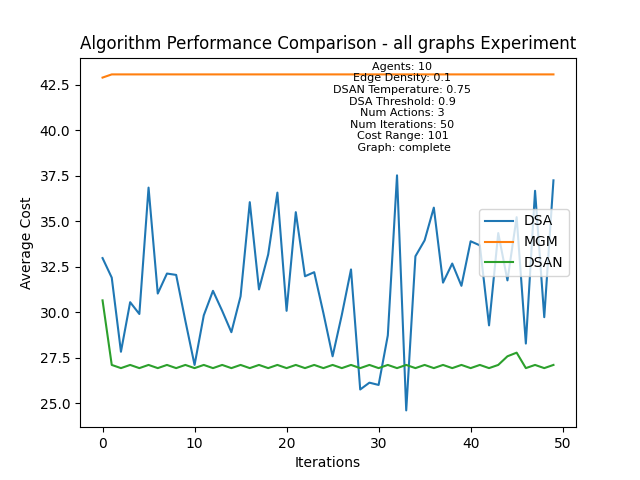 Algorithm Performance Comparison - all graphs Experiment
Agents: 10
Edge Density: 0.1
DSAN Temperature: 0.75
DSA Threshold: 0.9
Num Actions: 3
Num Iterations: 50
Cost Range: 101
Graph: complete
42.5
40.0
37.5
35.0
32.5
30.0
27.5
25.0
Average Cost
DSA
MGM
DSAN
0 10 20 30 40 50
Iterations